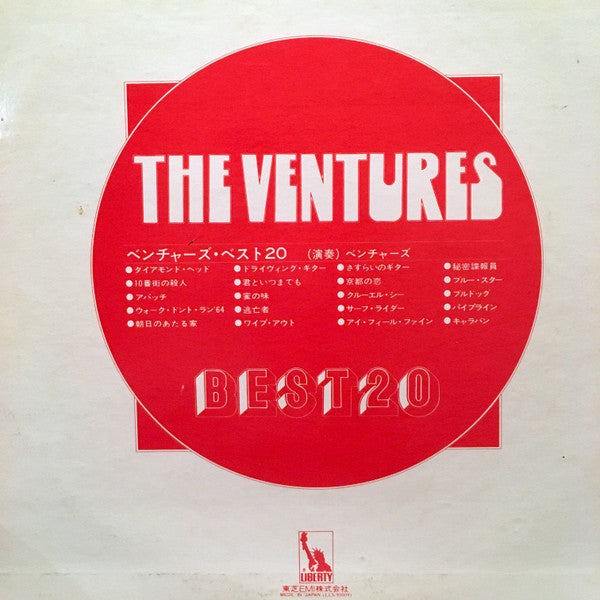 THE VENTURES
ベンチャーズ・ベスト20 (演奏) ベンチャーズ
●ダイアモンド・ヘッド ●ドライヴィング・ギター ●さすらいのギター ●秘密諜報員
●10番街の殺人 ●君といつまでも ●京都の恋 ●ブルー・スター
●アパッチ ●蜜の味 ●クルーエル・シー ●ブルドック
●ウォーク・ドント・ラン'64 ●逃亡者 ●サーフ・ライダー ●パイプライン
●朝日のあたる家 ●ワイプ・アウト ●アイ・フィール・ファイン ●キャラバン
BEST20
LIBERTY
東芝EMI株式会社
MADE IN JAPAN